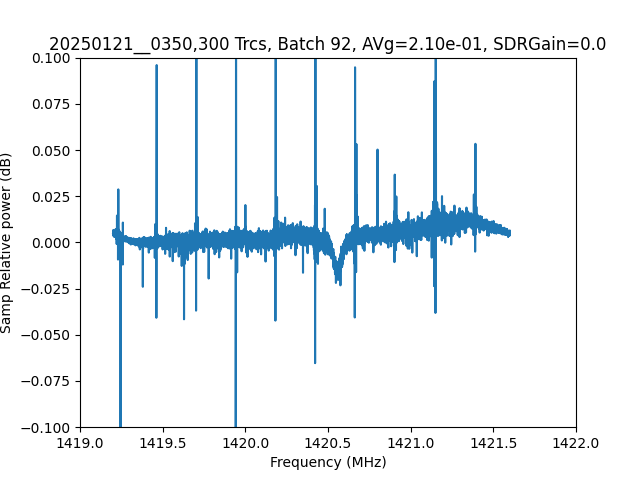 20250121__0350,300 Trcs, Batch 92, AVg=2.10e-01, SDRGain=0.0
0.100
0.075
0.050
0.025
0.000
−0.025
−0.050
−0.075
−0.100
Samp Relative power (dB)
1419.0 1419.5 1420.0 1420.5 1421.0 1421.5 1422.0
Frequency (MHz)